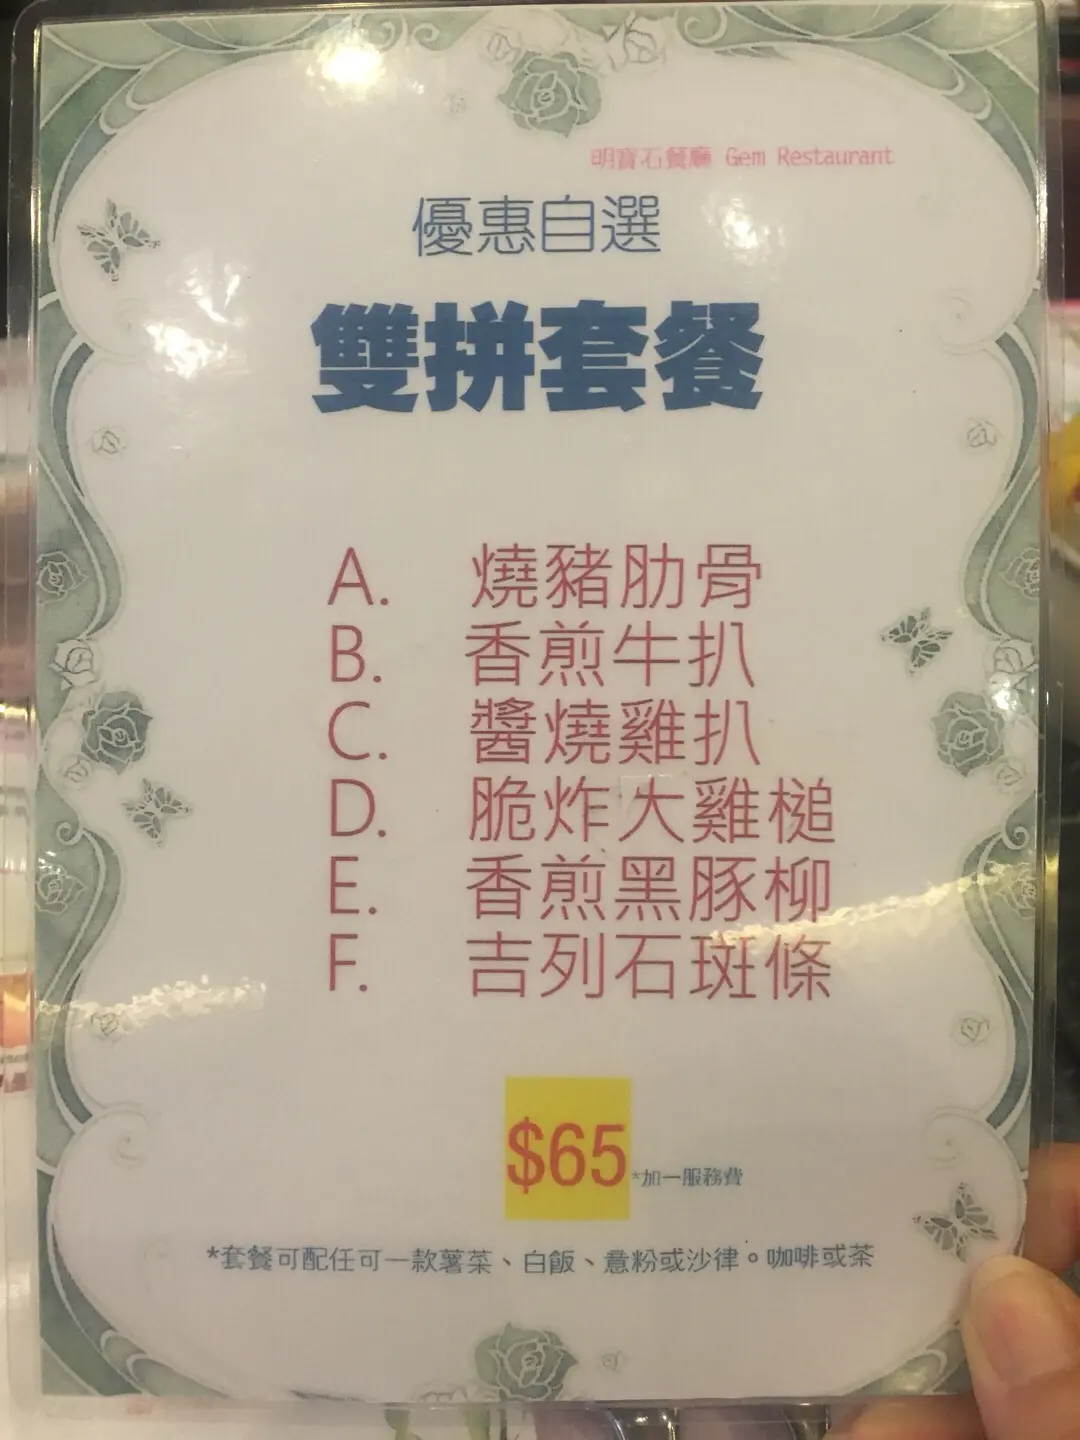 明寶石餐廳 Gem Restaurant
優惠自選
雙拼套餐
A. 燒豬肋骨
B. 香煎牛扒
C. 醬燒雞扒
D. 脆炸大雞槌
E. 香煎黑豚柳
F. 吉列石斑條
$65 *加一服務費
*套餐可配任可一款薯菜、白飯、意粉或沙律。咖啡或茶